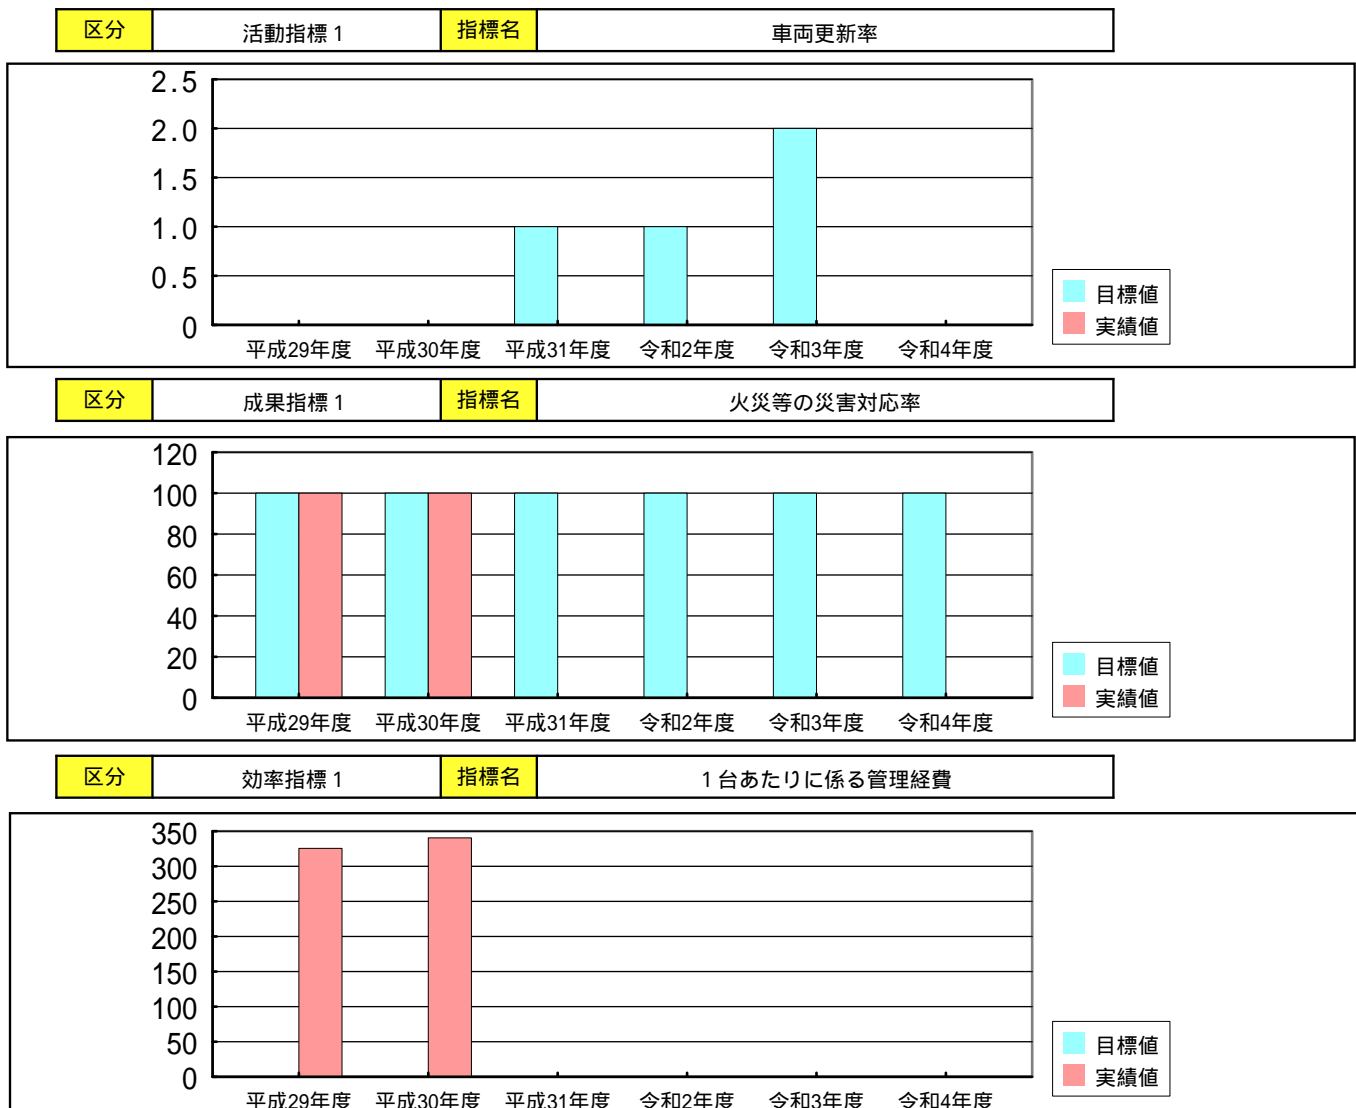 区分 活動指標１ 指標名 車両更新率
2.5
2.0
1.5
1.0
0.5
0
平成29年度 平成30年度 平成31年度 令和2年度 令和3年度 令和4年度
目標値
実績値
区分 成果指標１ 指標名 火災等の災害対応率
120
100
80
60
40
20
0
平成29年度 平成30年度 平成31年度 令和2年度 令和3年度 令和4年度
目標値
実績値
区分 効率指標１ 指標名 １台あたりに係る管理経費
350
300
250
200
150
100
50
0
平成29年度 平成30年度 平成31年度 令和2年度 令和3年度 令和4年度
目標値
実績値